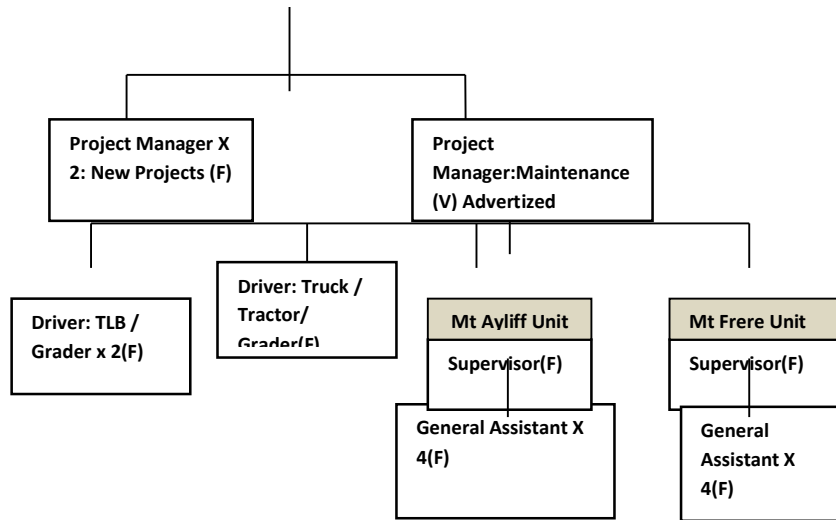 Project Manager X
2: New Projects (F)
Project
Manager:Maintenance
(V) Advertized
Driver: TLB /
Grader x 2(F)
Driver: Truck /
Tractor/
Grader(F)
Mt Ayliff Unit
Supervisor(F)
General Assistant X
4(F)
Mt Frere Unit
Supervisor(F)
General
Assistant X
4(F)